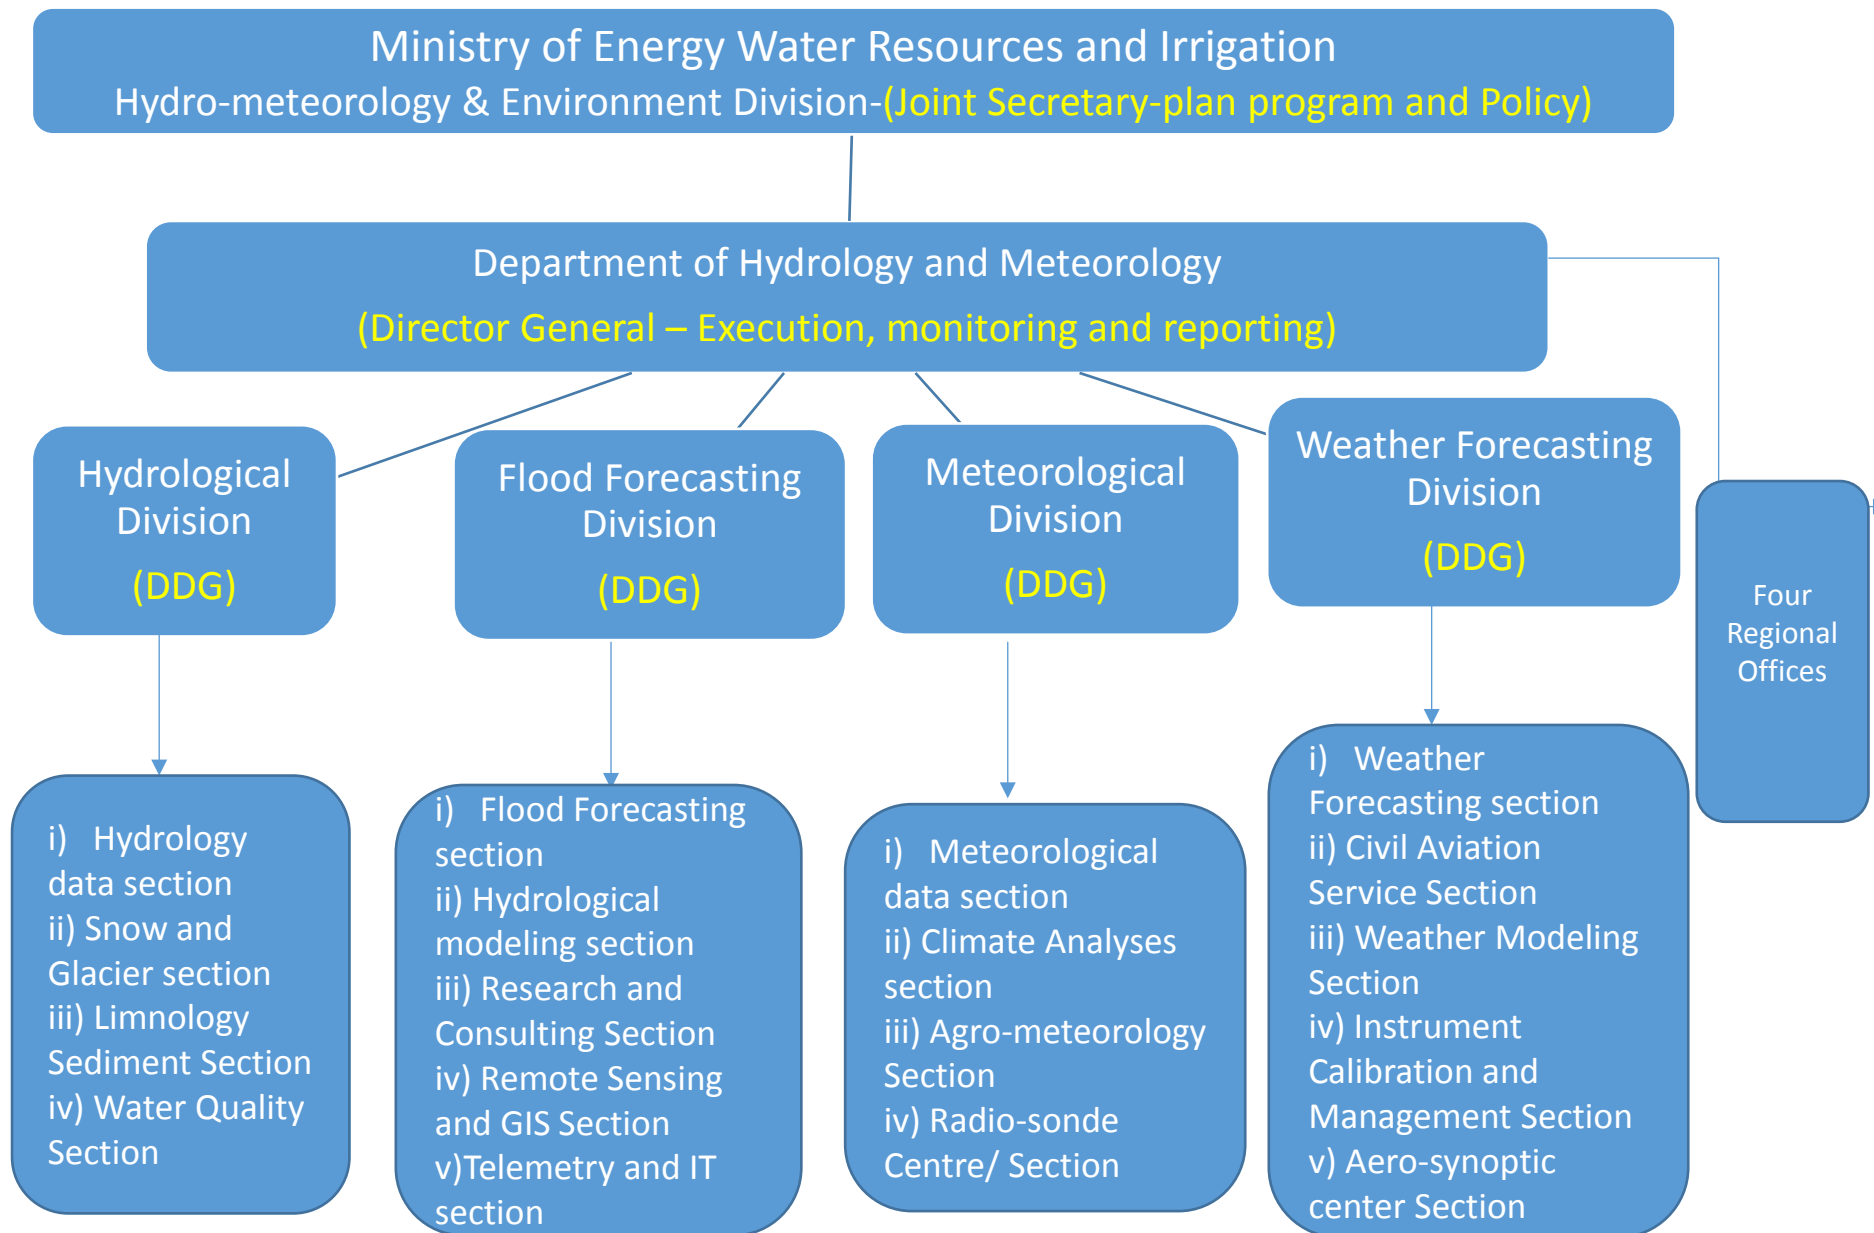 Ministry of Energy Water Resources and Irrigation
Hydro-meteorology & Environment Division-(Joint Secretary-plan program and Policy)
Department of Hydrology and Meteorology
(Director General – Execution, monitoring and reporting)
Hydrological
Division
(DDG)
Flood Forecasting
Division
(DDG)
Meteorological
Division
(DDG)
Weather Forecasting
Division
(DDG)
Four
Regional
Offices
i) Hydrology
data section
ii) Snow and
Glacier section
iii) Limnology
Sediment Section
iv) Water Quality
Section
i) Flood Forecasting
section
ii) Hydrological
modeling section
iii) Research and
Consulting Section
iv) Remote Sensing
and GIS Section
v)Telemetry and IT
section
i) Meteorological
data section
ii) Climate Analyses
section
iii) Agro-meteorology
Section
iv) Radio-sonde
Centre/ Section
i) Weather
Forecasting section
ii) Civil Aviation
Service Section
iii) Weather Modeling
Section
iv) Instrument
Calibration and
Management Section
v) Aero-synoptic
center Section